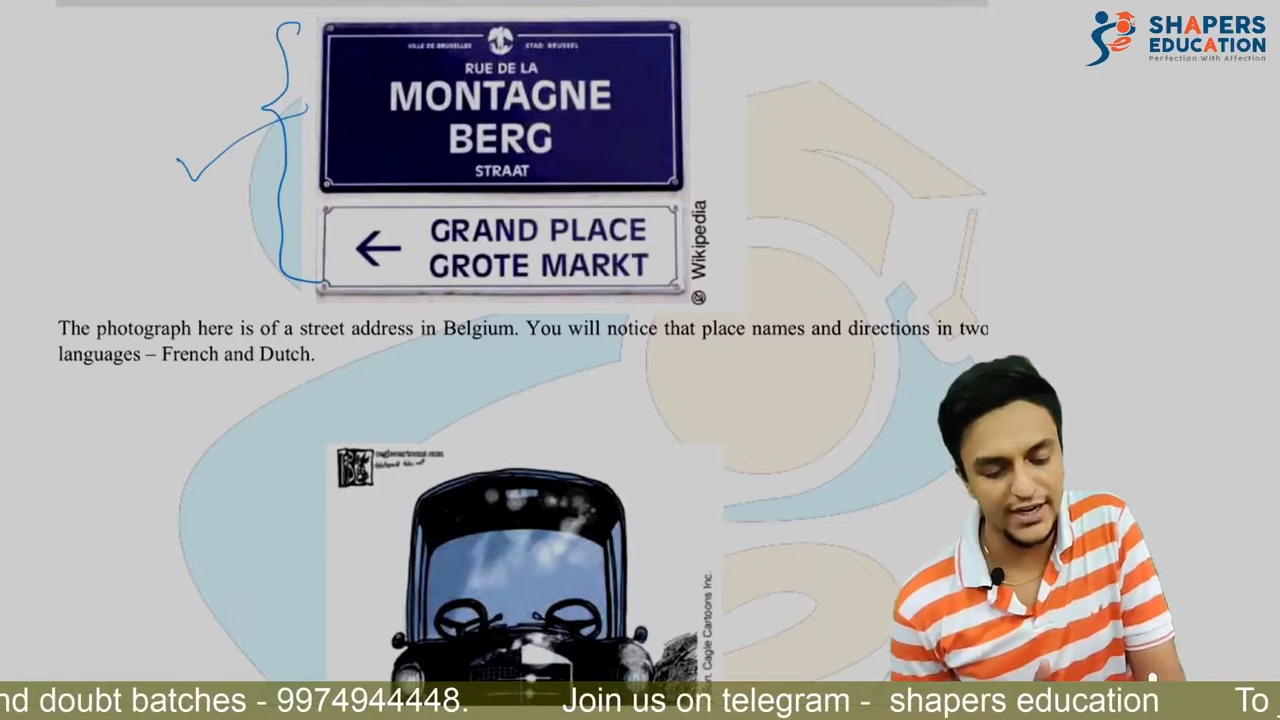 SHAPERS
EDUCATION
Perfection With Affection
VILLE DE BRUXELLES STAD BRUSSEL
RUE DE LA
MONTAGNE
BERG
STRAAT
← GRAND PLACE
GROTE MARKT
© Wikipedia
The photograph here is of a street address in Belgium. You will notice that place names and directions in two
languages – French and Dutch.
Cagle Cartoons Inc.
nd doubt batches - 9974944448. Join us on telegram - shapers education To